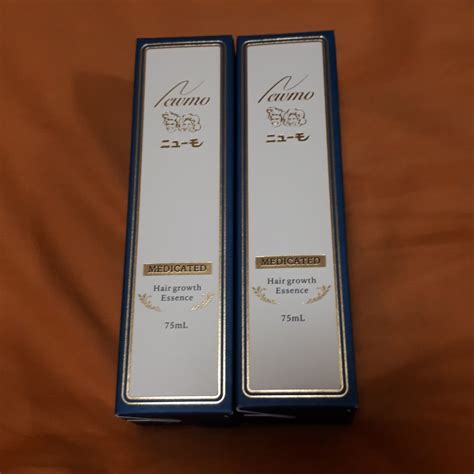 Newmo
ニューモ
MEDICATED
Hair growth
Essence
75mL
Newmo
ニューモ
MEDICATED
Hair growth
Essence
75mL